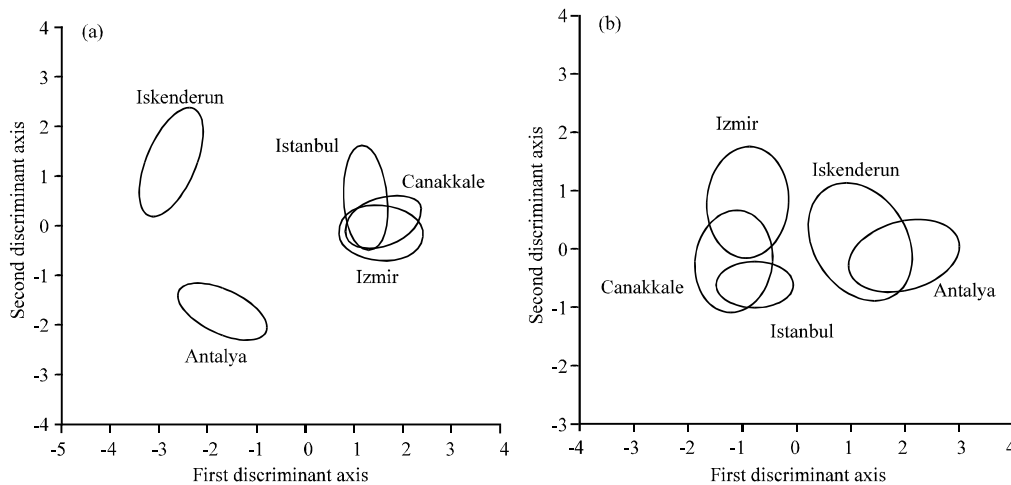 (a)
4
3
2
1
0
-1
-2
-3
-4
Second discriminant axis
Iskenderun
Istanbul
Canakkale
Izmir
Antalya
-5 -4 -3 -2 -1 0 1 2 3 4
First discriminant axis
(b)
4
3
2
1
0
-1
-2
-3
Second discriminant axis
Izmir
Iskenderun
Canakkale
Antalya
Istanbul
-4 -3 -2 -1 0 1 2 3 4
First discriminant axis